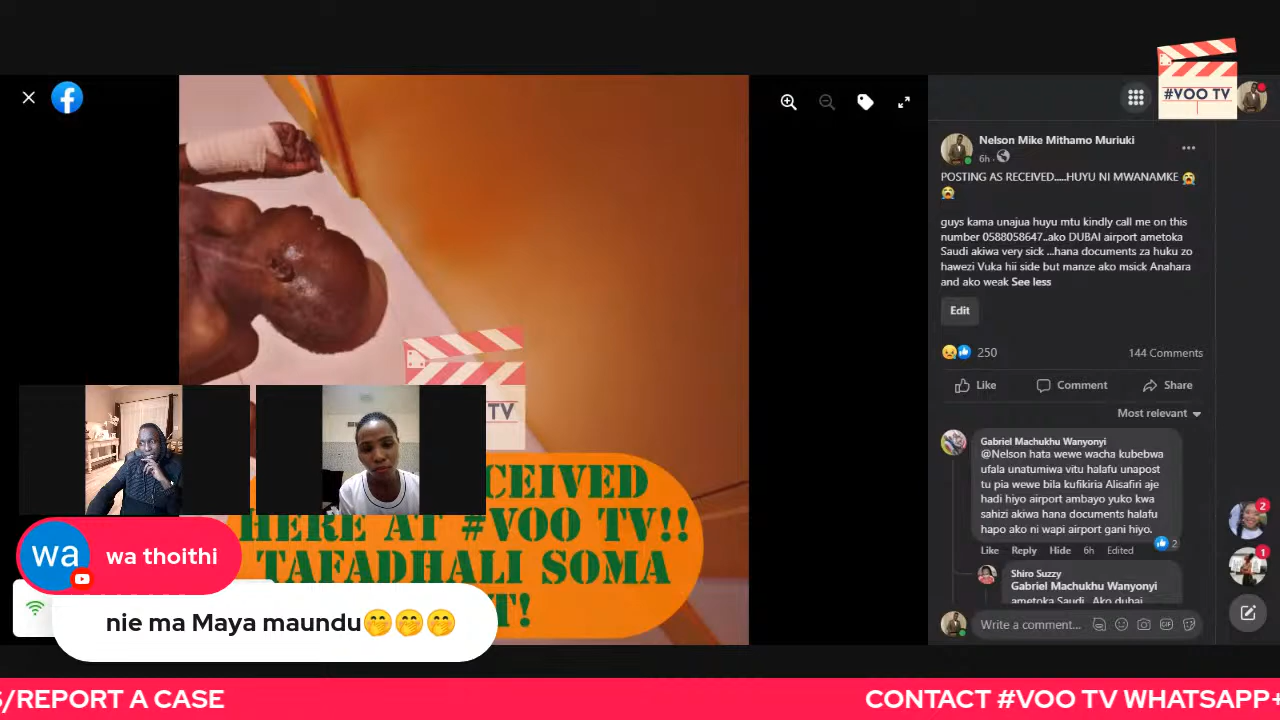 #VOO TV
Nelson Mike Mithamo Muriuki
6h ·
POSTING AS RECEIVED.....HUYU NI MWANAMKE 😭
😭
guys kama unajua huyu mtu kindly call me on this
number 0588058647..ako DUBAI airport ametoka
Saudi akiwa very sick ...hana documents za huku zo
hawezi Vuka hii side but manze ako msick Anahara
and ako weak See less
Edit
250
144 Comments
Like
Comment
Share
Most relevant
Gabriel Machukhu Wanyonyi
@Nelson hata wewe wacha kubebwa
ufala unatumiwa vitu halafu unapost
tu pia wewe bila kufikiria Alisafiri aje
hadi hiyo airport ambayo yuko kwa
sahizi akiwa hana documents halafu
hapo ako ni wapi airport gani hiyo.
2
Like Reply Hide 6h Edited
Shiro Suzzy
Gabriel Machukhu Wanyonyi
ametoka Saudi. Ako dubai
Write a comment...
GIF
2
1
TV
CEIVED
HERE AT #VOO TV!!
TAFADHALI SOMA
T!
wa
wa thoithi
nie ma Maya maundu🤭🤭🤭
S/REPORT A CASE
CONTACT #VOO TV WHATSAPP+